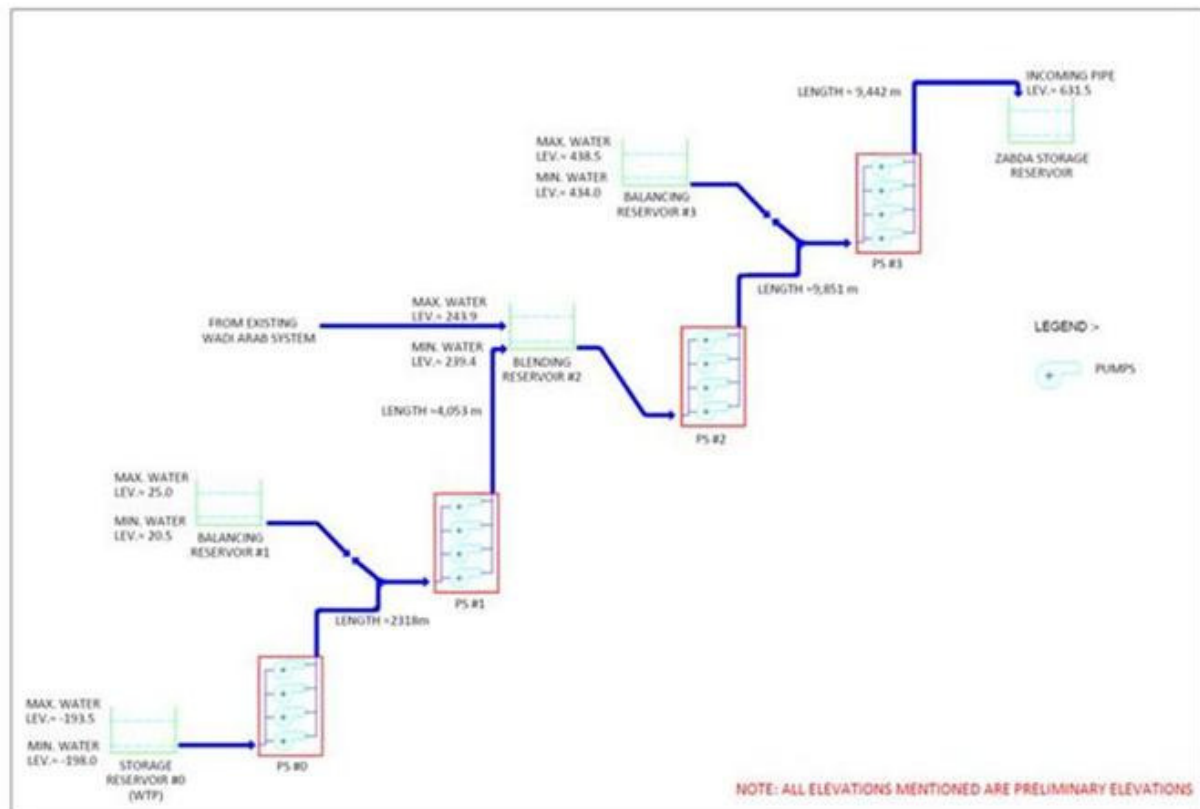 INCOMING PIPE
LEV.= 631.5
LENGTH = 9,442 m
ZABDA STORAGE
RESERVOIR
MAX. WATER
LEV.= 438.5
MIN. WATER
LEV.= 434.0
BALANCING
RESERVOIR #3
PS #3
LENGTH =9,851 m
MAX. WATER
LEV.= 243.9
FROM EXISTING
WADI ARAB SYSTEM
MIN. WATER
LEV.= 239.4
BLENDING
RESERVOIR #2
LEGEND :-
PUMPS
LENGTH =4,053 m
PS #2
MAX. WATER
LEV.= 25.0
MIN. WATER
LEV.= 20.5
BALANCING
RESERVOIR #1
PS #1
LENGTH =2318m
MAX. WATER
LEV.= -193.5
MIN. WATER
LEV.= -198.0
STORAGE
RESERVOIR #0
(WTP)
PS #0
NOTE: ALL ELEVATIONS MENTIONED ARE PRELIMINARY ELEVATIONS